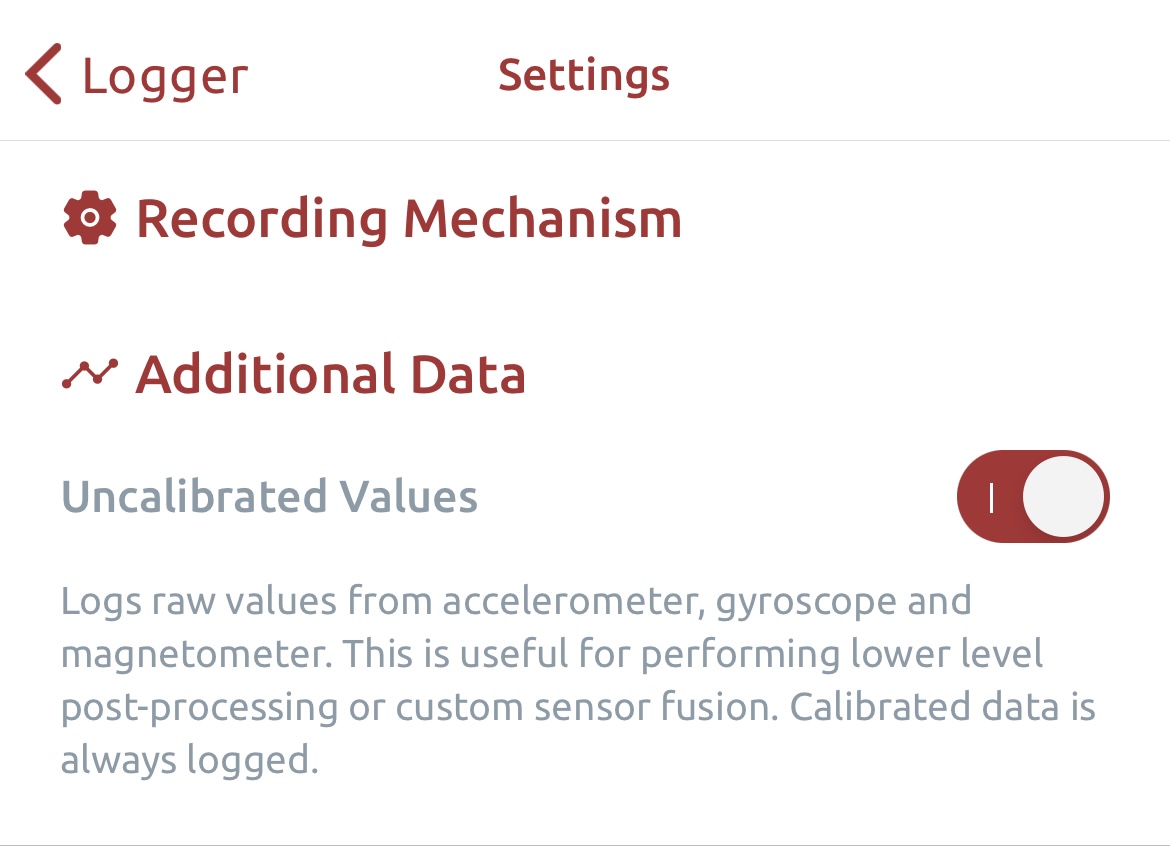 Logger
Settings
Recording Mechanism
Additional Data
Uncalibrated Values
Logs raw values from accelerometer, gyroscope and
magnetometer. This is useful for performing lower level
post-processing or custom sensor fusion. Calibrated data is
always logged.